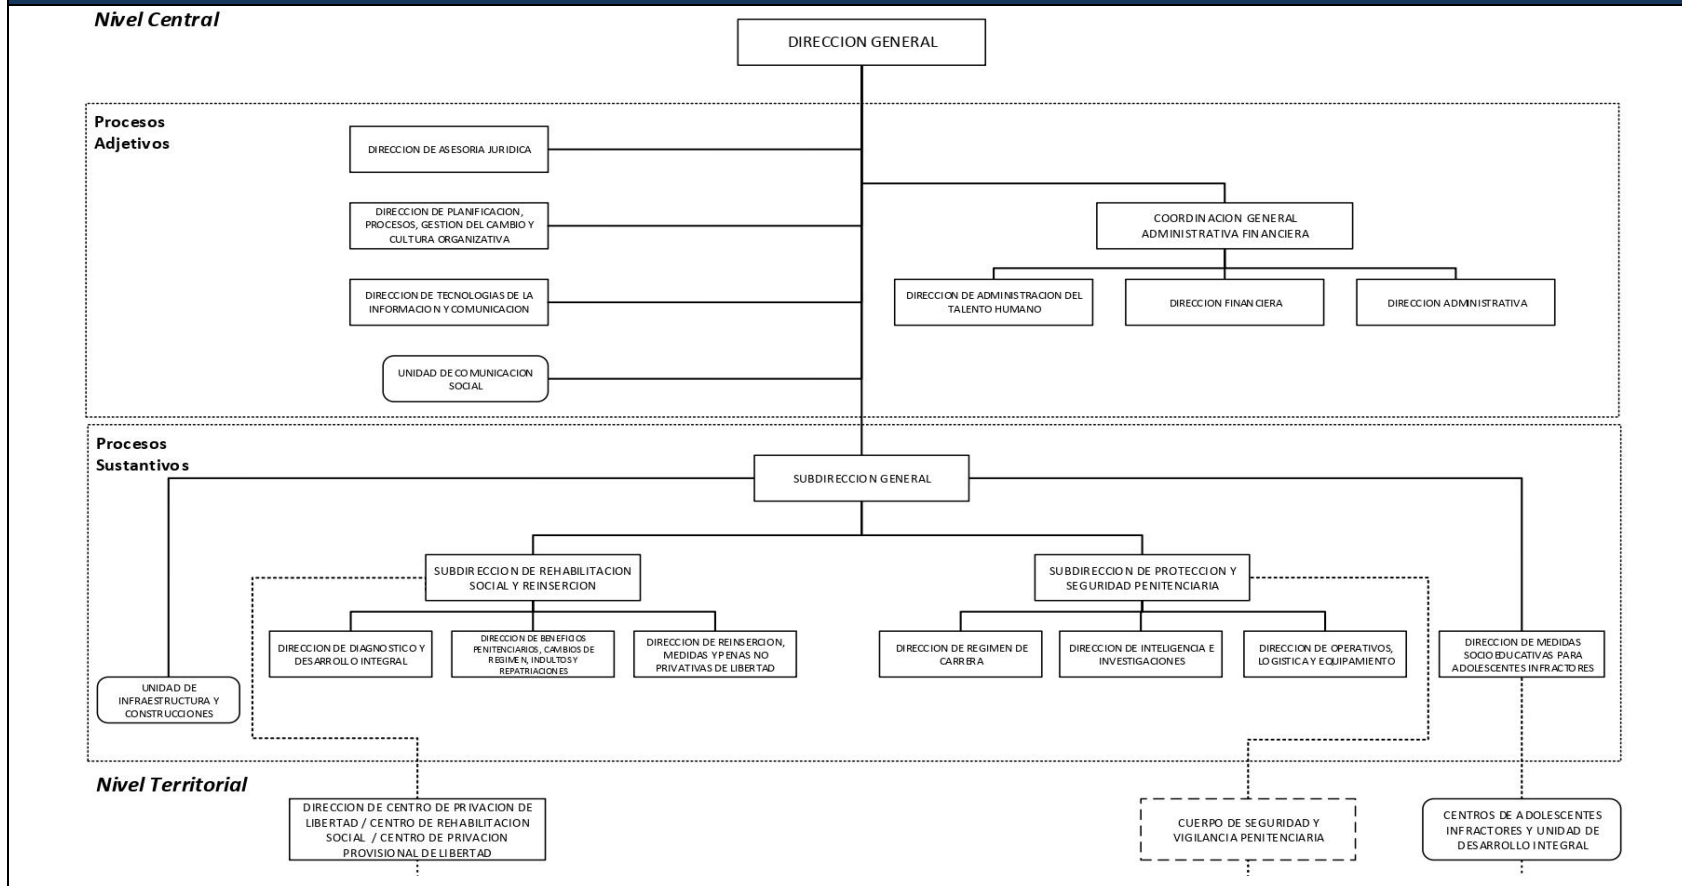 Nivel Central
DIRECCION GENERAL
Procesos
Adjetivos
DIRECCION DE ASESORIA JURIDICA
DIRECCION DE PLANIFICACION,
PROCESOS, GESTION DEL CAMBIO Y
CULTURA ORGANIZATIVA
COORDINACION GENERAL
ADMINISTRATIVA FINANCIERA
DIRECCION DE TECNOLOGIAS DE LA
INFORMACION Y COMUNICACION
DIRECCION DE ADMINISTRACION DEL
TALENTO HUMANO
DIRECCION FINANCIERA
DIRECCION ADMINISTRATIVA
UNIDAD DE COMUNICACION
SOCIAL
Procesos
Sustantivos
SUBDIRECCION GENERAL
SUBDIRECCION DE REHABILITACION
SOCIAL Y REINSERCION
SUBDIRECCION DE PROTECCION Y
SEGURIDAD PENITENCIARIA
DIRECCION DE DIAGNOSTICO Y
DESARROLLO INTEGRAL
DIRECCION DE BENEFICIOS
PENITENCIARIOS, CAMBIOS DE
REGIMEN, INDULTOS Y
REPATRIACIONES
DIRECCION DE REINSERCION,
MEDIDAS Y PENAS NO
PRIVATIVAS DE LIBERTAD
DIRECCION DE REGIMEN DE
CARRERA
DIRECCION DE INTELIGENCIA E
INVESTIGACIONES
DIRECCION DE OPERATIVOS,
LOGISTICA Y EQUIPAMIENTO
DIRECCION DE MEDIDAS
SOCIOEDUCATIVAS PARA
ADOLESCENTES INFRACTORES
UNIDAD DE
INFRAESTRUCTURA Y
CONSTRUCCIONES
Nivel Territorial
DIRECCION DE CENTRO DE PRIVACION DE
LIBERTAD / CENTRO DE REHABILITACION
SOCIAL / CENTRO DE PRIVACION
PROVISIONAL DE LIBERTAD
CUERPO DE SEGURIDAD Y
VIGILANCIA PENITENCIARIA
CENTROS DE ADOLESCENTES
INFRACTORES Y UNIDAD DE
DESARROLLO INTEGRAL